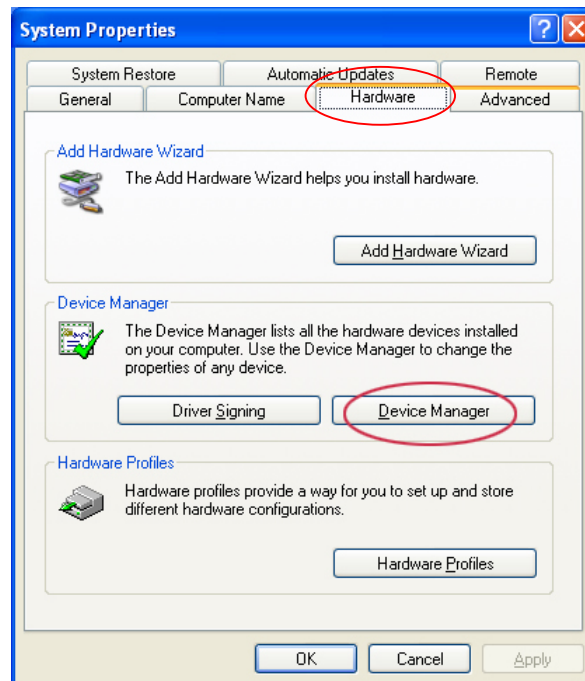 System Properties
System Restore
Automatic Updates
Remote
General
Computer Name
Hardware
Advanced
Add Hardware Wizard
The Add Hardware Wizard helps you install hardware.
Add Hardware Wizard
Device Manager
The Device Manager lists all the hardware devices installed
on your computer. Use the Device Manager to change the
properties of any device.
Driver Signing
Device Manager
Hardware Profiles
Hardware profiles provide a way for you to set up and store
different hardware configurations.
Hardware Profiles
OK
Cancel
Apply